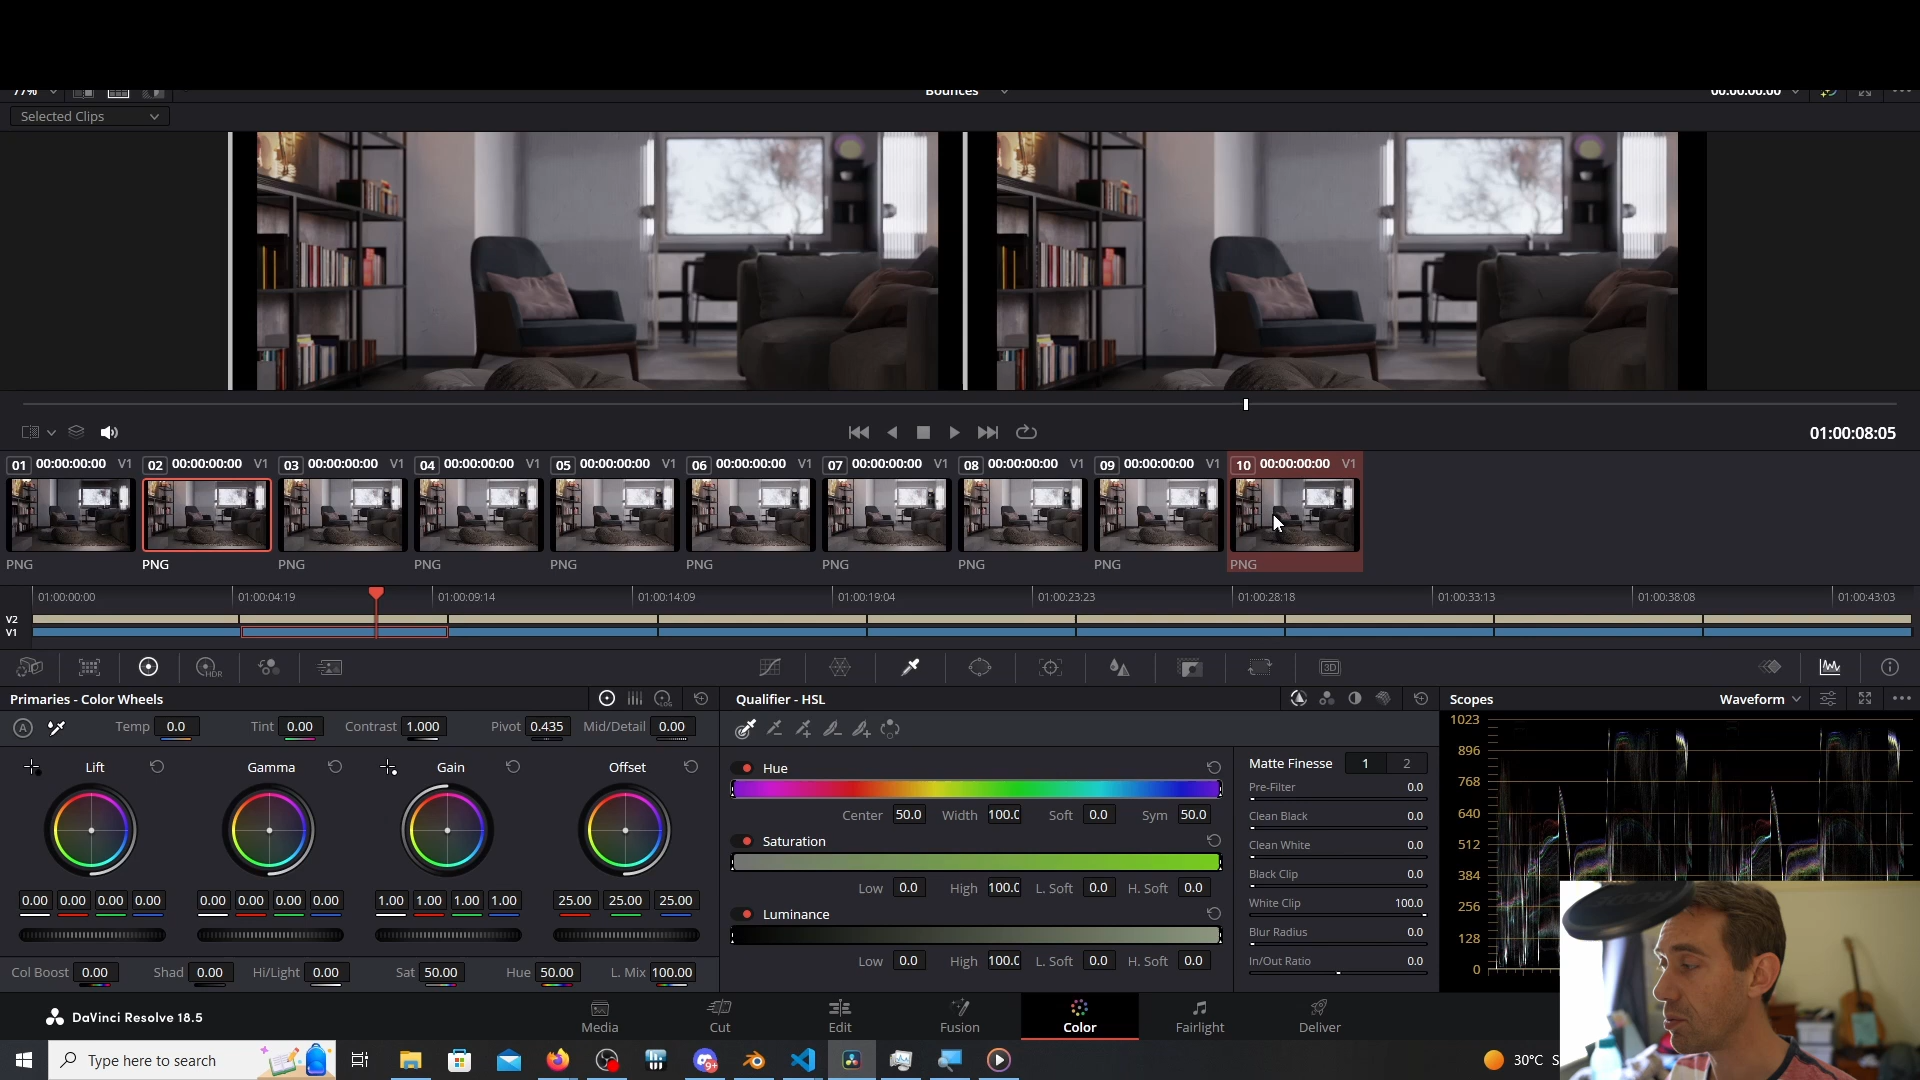 77%
Bounces
00:00:00:00
Selected Clips
01:00:08:05
01 00:00:00:00 V1
02 00:00:00:00 V1
03 00:00:00:00 V1
04 00:00:00:00 V1
05 00:00:00:00 V1
06 00:00:00:00 V1
07 00:00:00:00 V1
08 00:00:00:00 V1
09 00:00:00:00 V1
10 00:00:00:00 V1
PNG PNG PNG PNG PNG PNG PNG PNG PNG PNG
01:00:00:00 01:00:04:19 01:00:09:14 01:00:14:09 01:00:19:04 01:00:23:23 01:00:28:18 01:00:33:13 01:00:38:08 01:00:43:03
V2
V1
HDR
3D
Primaries - Color Wheels
LOG
A Temp 0.0 Tint 0.00 Contrast 1.000 Pivot 0.435 Mid/Detail 0.00
Lift Gamma Gain Offset
0.00 0.00 0.00 0.00 0.00 0.00 0.00 0.00 1.00 1.00 1.00 1.00 25.00 25.00 25.00
Col Boost 0.00 Shad 0.00 Hi/Light 0.00 Sat 50.00 Hue 50.00 L. Mix 100.00
Qualifier - HSL
Hue
Center 50.0 Width 100.0 Soft 0.0 Sym 50.0
Saturation
Low 0.0 High 100.0 L. Soft 0.0 H. Soft 0.0
Luminance
Low 0.0 High 100.0 L. Soft 0.0 H. Soft 0.0
Matte Finesse 1 2
Pre-Filter 0.0
Clean Black 0.0
Clean White 0.0
Black Clip 0.0
White Clip 100.0
Blur Radius 0.0
In/Out Ratio 0.0
Scopes Waveform
1023
896
768
640
512
384
256
128
0
RODE
DaVinci Resolve 18.5
Media Cut Edit Fusion Color Fairlight Deliver
Type here to search
9+
30°C S